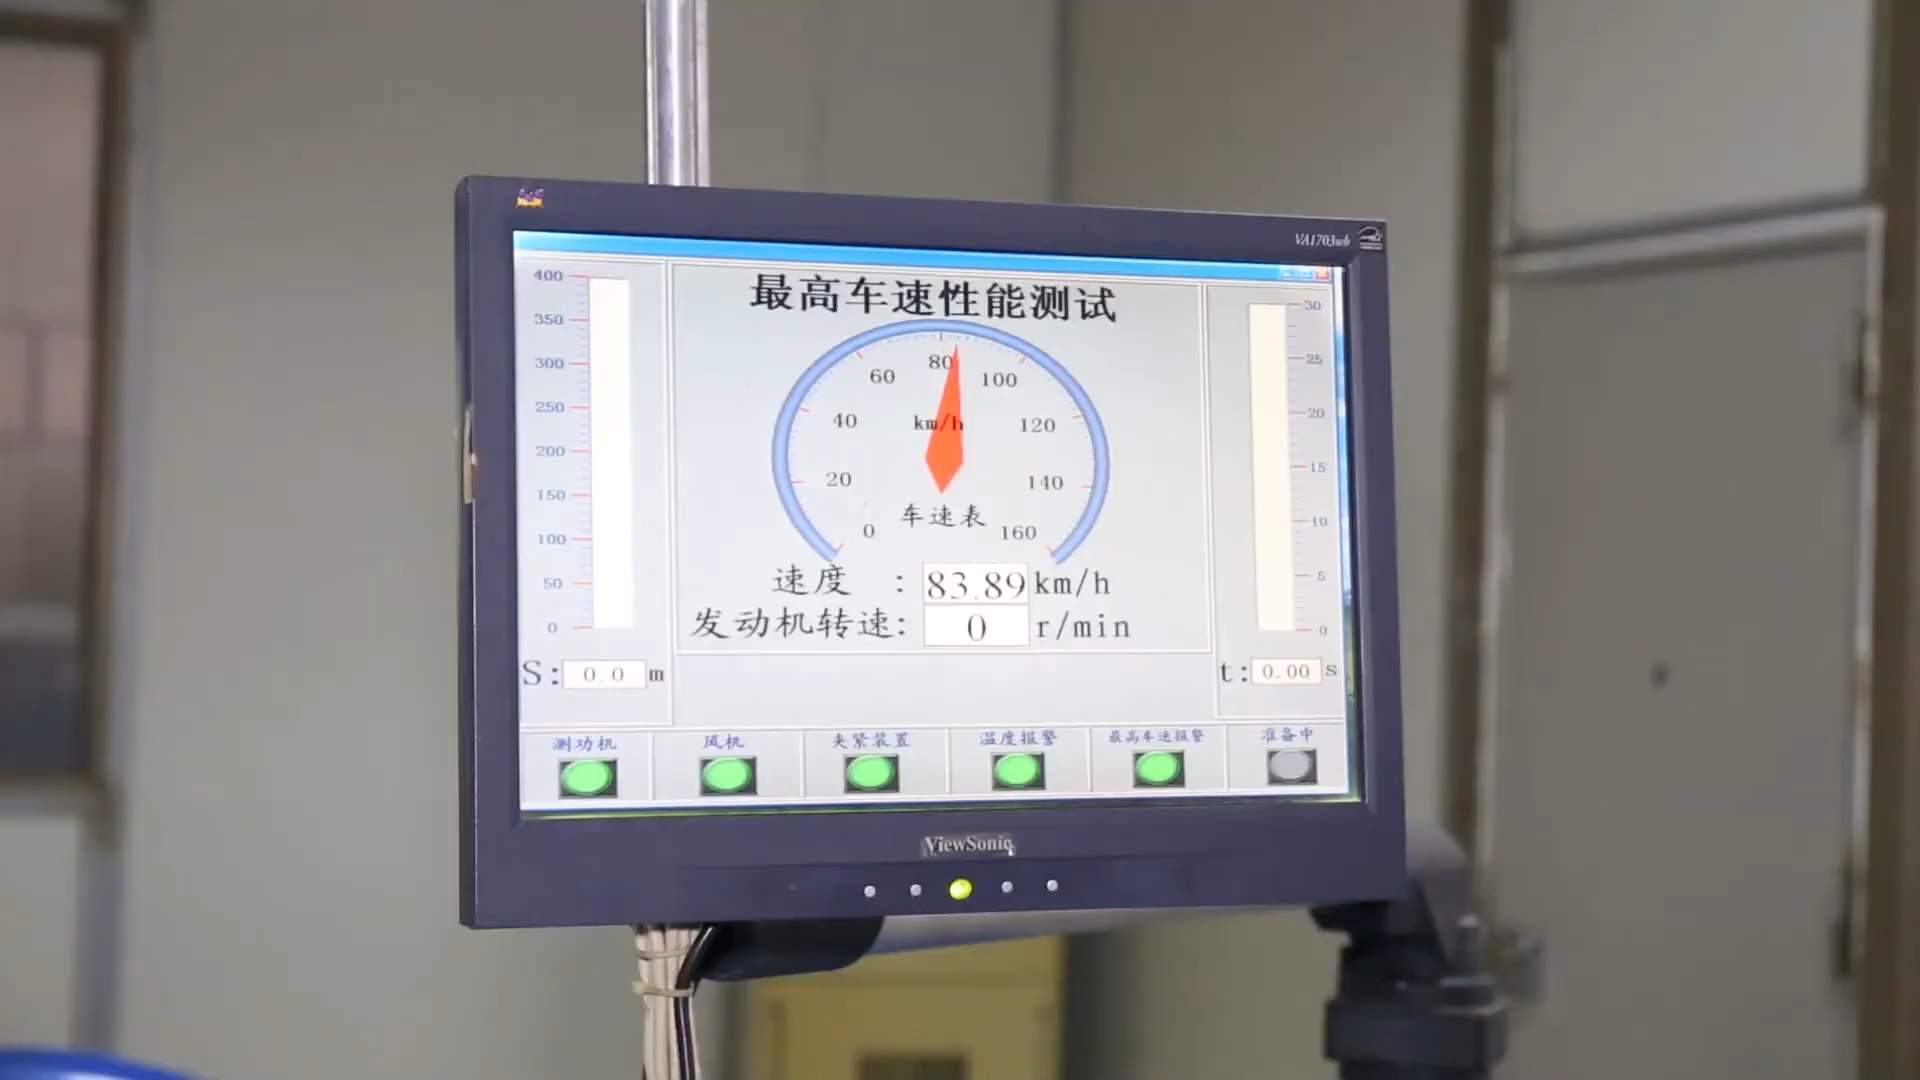 VA1703wb
最高车速性能测试
400
350
300
250
200
150
100
50
0
S: 0.0 m
0
20
40
60
80
100
120
140
160
km/h
车速表
速度 : 83.89 km/h
发动机转速: 0 r/min
30
25
20
15
10
5
0
t: 0.00 s
测功机 风机 夹紧装置 温度报警 最高车速报警 准备中
ViewSonic